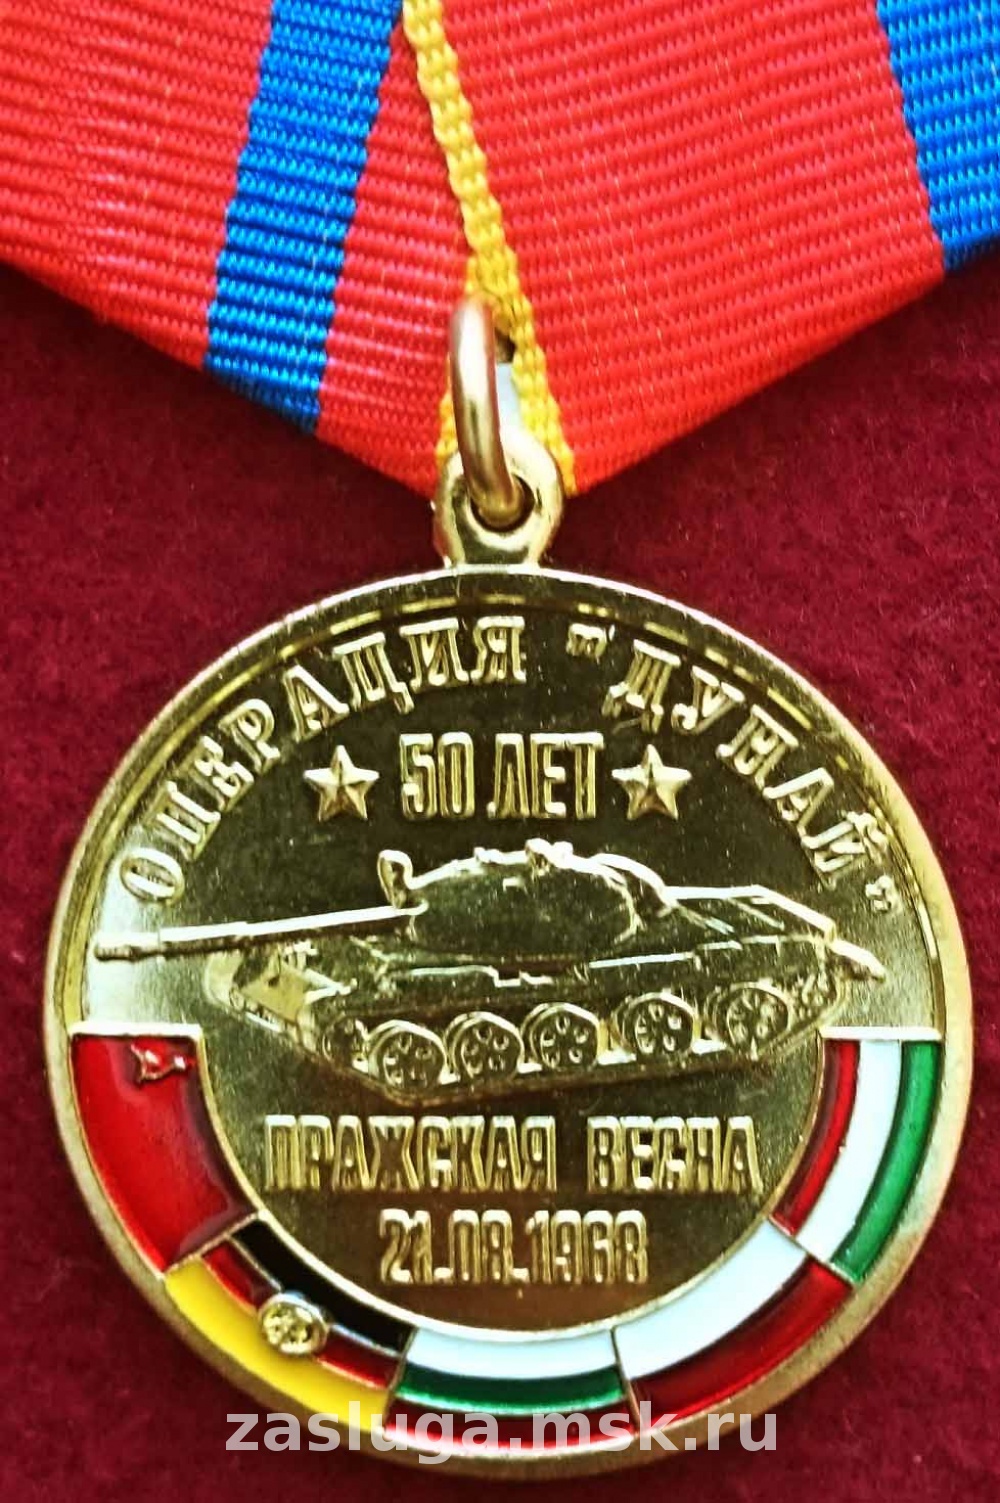 ОПЕРАЦИЯ "ДУНАЙ"
50 ЛЕТ
ПРАЖСКАЯ ВЕСНА
21.08.1968
zasluga.msk.ru